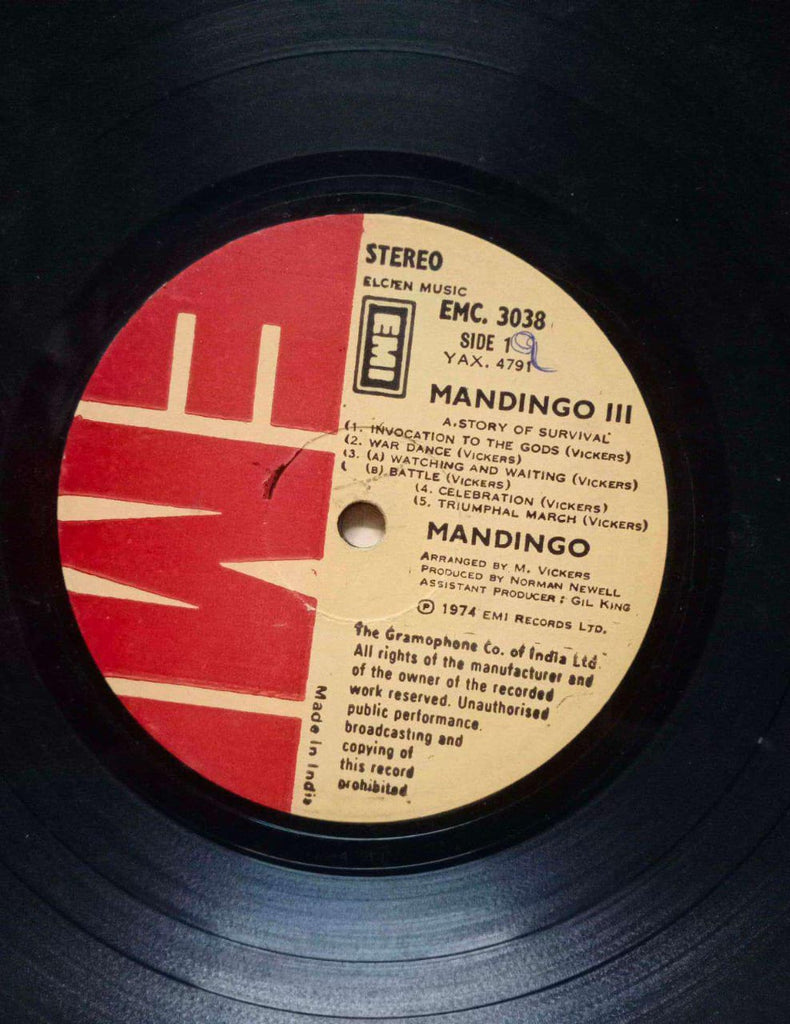 STEREO
ELCHEN MUSIC
EMI
EMC. 3038
SIDE 1
YAX. 4791
MANDINGO III
A STORY OF SURVIVAL
(1. INVOCATION TO THE GODS (VICKERS)
(2. WAR DANCE (VICKERS)
(3. (A) WATCHING AND WAITING (VICKERS)
( (B) BATTLE (VICKERS)
(4. CELEBRATION (VICKERS)
(5. TRIUMPHAL MARCH (VICKERS)
MANDINGO
ARRANGED BY M. VICKERS
PRODUCED BY NORMAN NEWELL
ASSISTANT PRODUCER : GIL KING
℗ 1974 EMI RECORDS LTD.
The Gramophone Co. of India Ltd.
All rights of the manufacturer and
of the owner of the recorded
work reserved. Unauthorised
public performance.
broadcasting and
copying of
this record
prohibited
Made in India
EMI